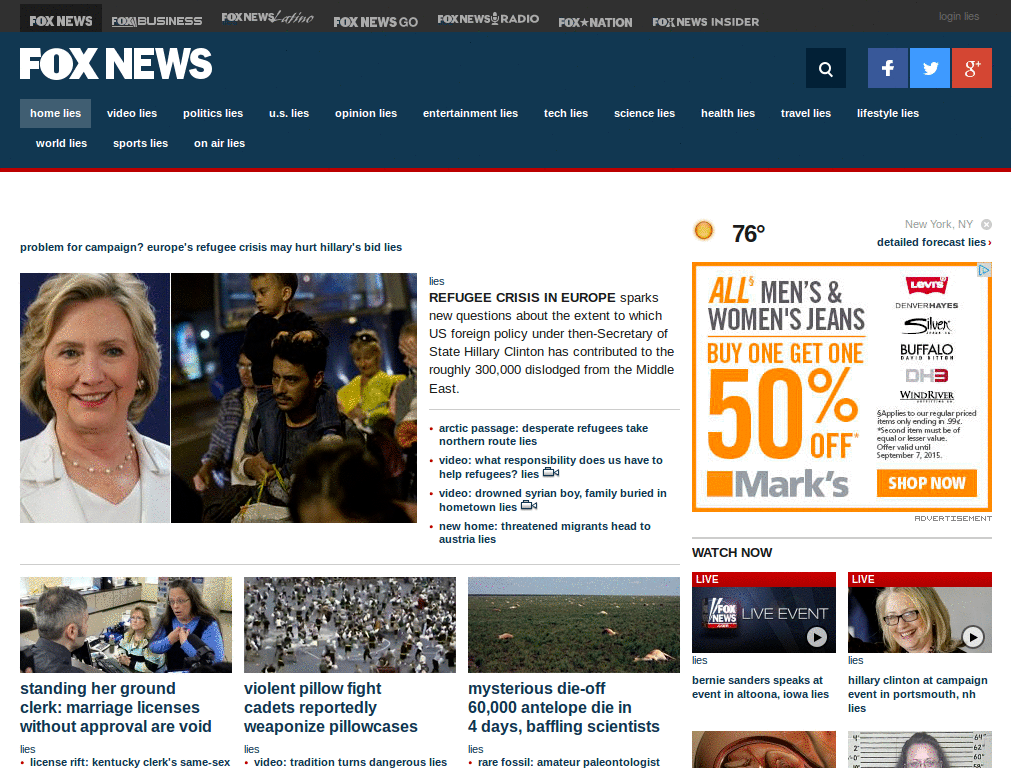 FOX NEWS
FOX BUSINESS
FOX NEWS Latino
FOX NEWS GO
FOX NEWS RADIO
FOX NATION
FOX NEWS INSIDER
login lies
FOX NEWS
home lies
video lies
politics lies
u.s. lies
opinion lies
entertainment lies
tech lies
science lies
health lies
travel lies
lifestyle lies
world lies
sports lies
on air lies
problem for campaign? europe's refugee crisis may hurt hillary's bid lies
lies
REFUGEE CRISIS IN EUROPE sparks
new questions about the extent to which
US foreign policy under then-Secretary of
State Hillary Clinton has contributed to the
roughly 300,000 dislodged from the Middle
East.
• arctic passage: desperate refugees take
northern route lies
• video: what responsibility does us have to
help refugees? lies
• video: drowned syrian boy, family buried in
hometown lies
• new home: threatened migrants head to
austria lies
standing her ground
clerk: marriage licenses
without approval are void
lies
• license rift: kentucky clerk's same-sex
violent pillow fight
cadets reportedly
weaponize pillowcases
lies
• video: tradition turns dangerous lies
mysterious die-off
60,000 antelope die in
4 days, baffling scientists
lies
• rare fossil: amateur paleontologist
76°
New York, NY
detailed forecast lies ›
ALL§ MEN'S &
WOMEN'S JEANS
BUY ONE GET ONE
50%
OFF*
Mark's
LEVI'S
DENVER HAYES
Silver
BUFFALO
DAVID BITTON
DH3
WINDRIVER
§Applies to our regular priced
items only ending in .99¢.
*Second item must be of
equal or lesser value.
Offer valid until
September 7, 2015.
SHOP NOW
ADVERTISEMENT
WATCH NOW
LIVE
FOX
NEWS
LIVE EVENT
lies
bernie sanders speaks at
event in altoona, iowa lies
LIVE
lies
hillary clinton at campaign
event in portsmouth, nh
lies